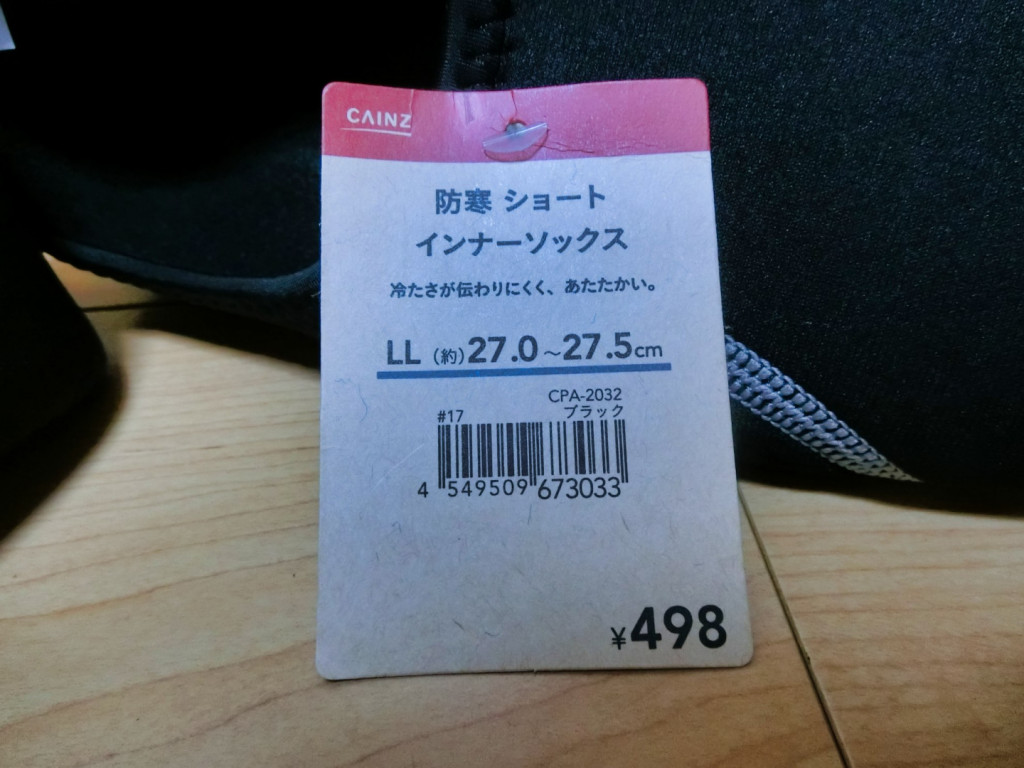 CAINZ
防寒 ショート
インナーソックス
冷たさが伝わりにくく、あたたかい。
LL (約)27.0~27.5cm
CPA-2032
#17 ブラック
4 549509 673033
¥498